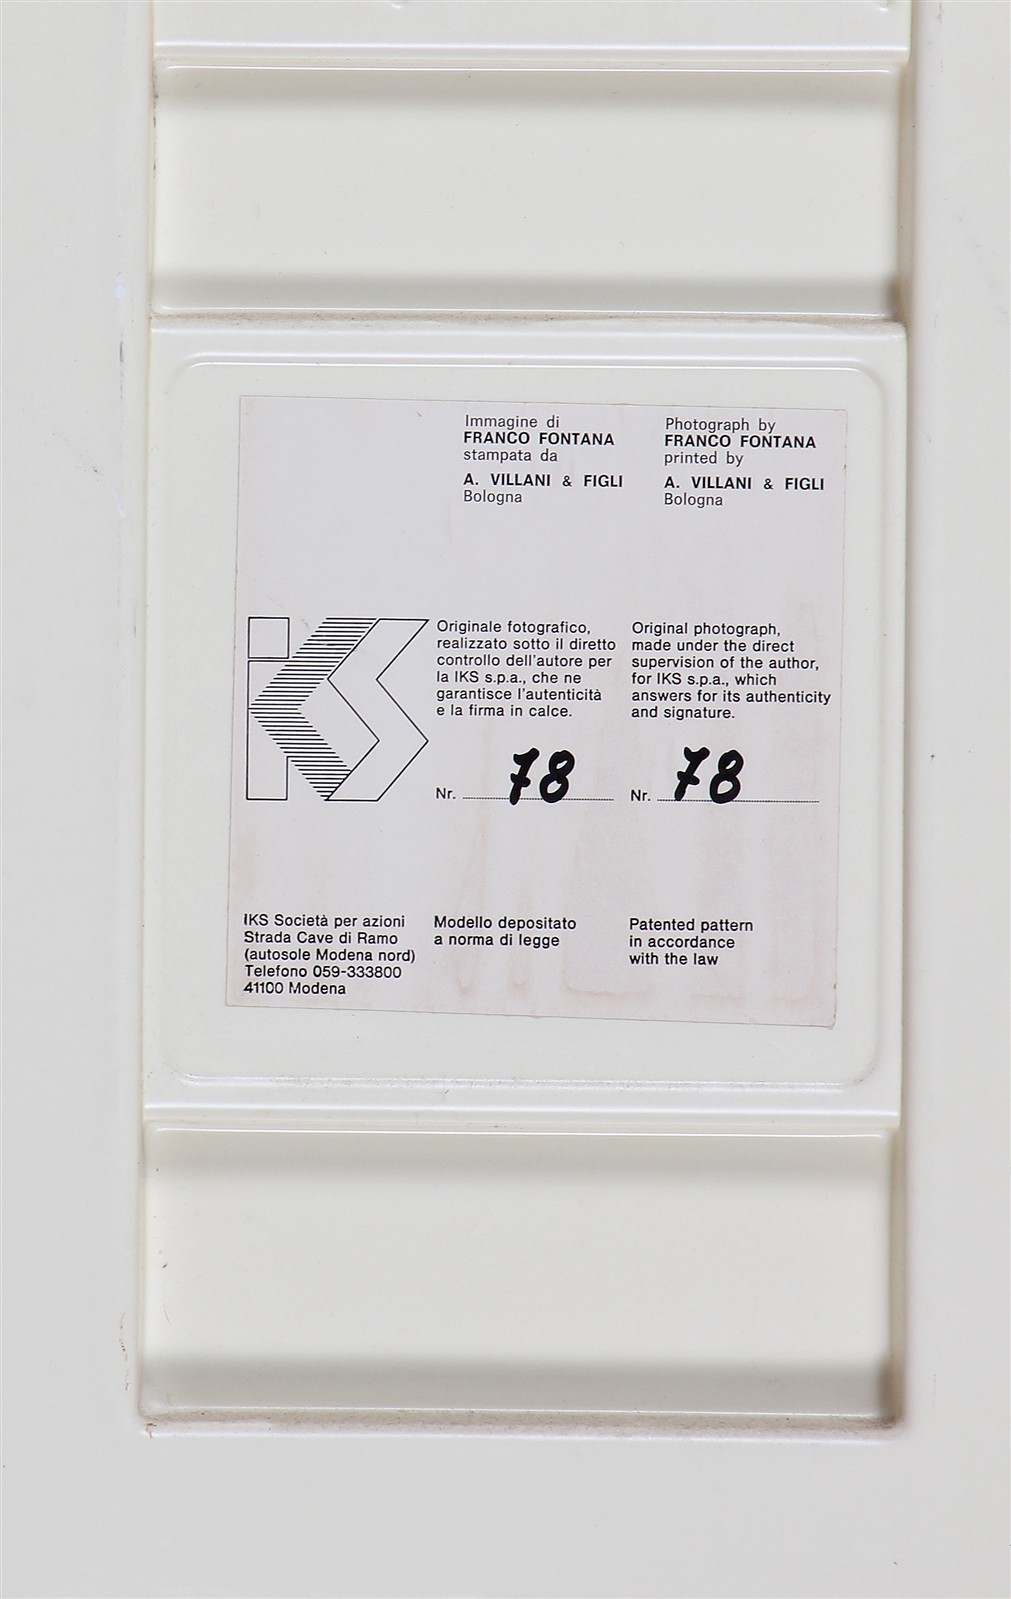 Immagine di
FRANCO FONTANA
stampata da
A. VILLANI & FIGLI
Bologna
Photograph by
FRANCO FONTANA
printed by
A. VILLANI & FIGLI
Bologna
iKS
Originale fotografico,
realizzato sotto il diretto
controllo dell'autore per
la IKS s.p.a., che ne
garantisce l'autenticità
e la firma in calce.
Nr. 78
Original photograph,
made under the direct
supervision of the author,
for IKS s.p.a., which
answers for its authenticity
and signature.
Nr. 78
IKS Società per azioni
Strada Cave di Ramo
(autosole Modena nord)
Telefono 059-333800
41100 Modena
Modello depositato
a norma di legge
Patented pattern
in accordance
with the law